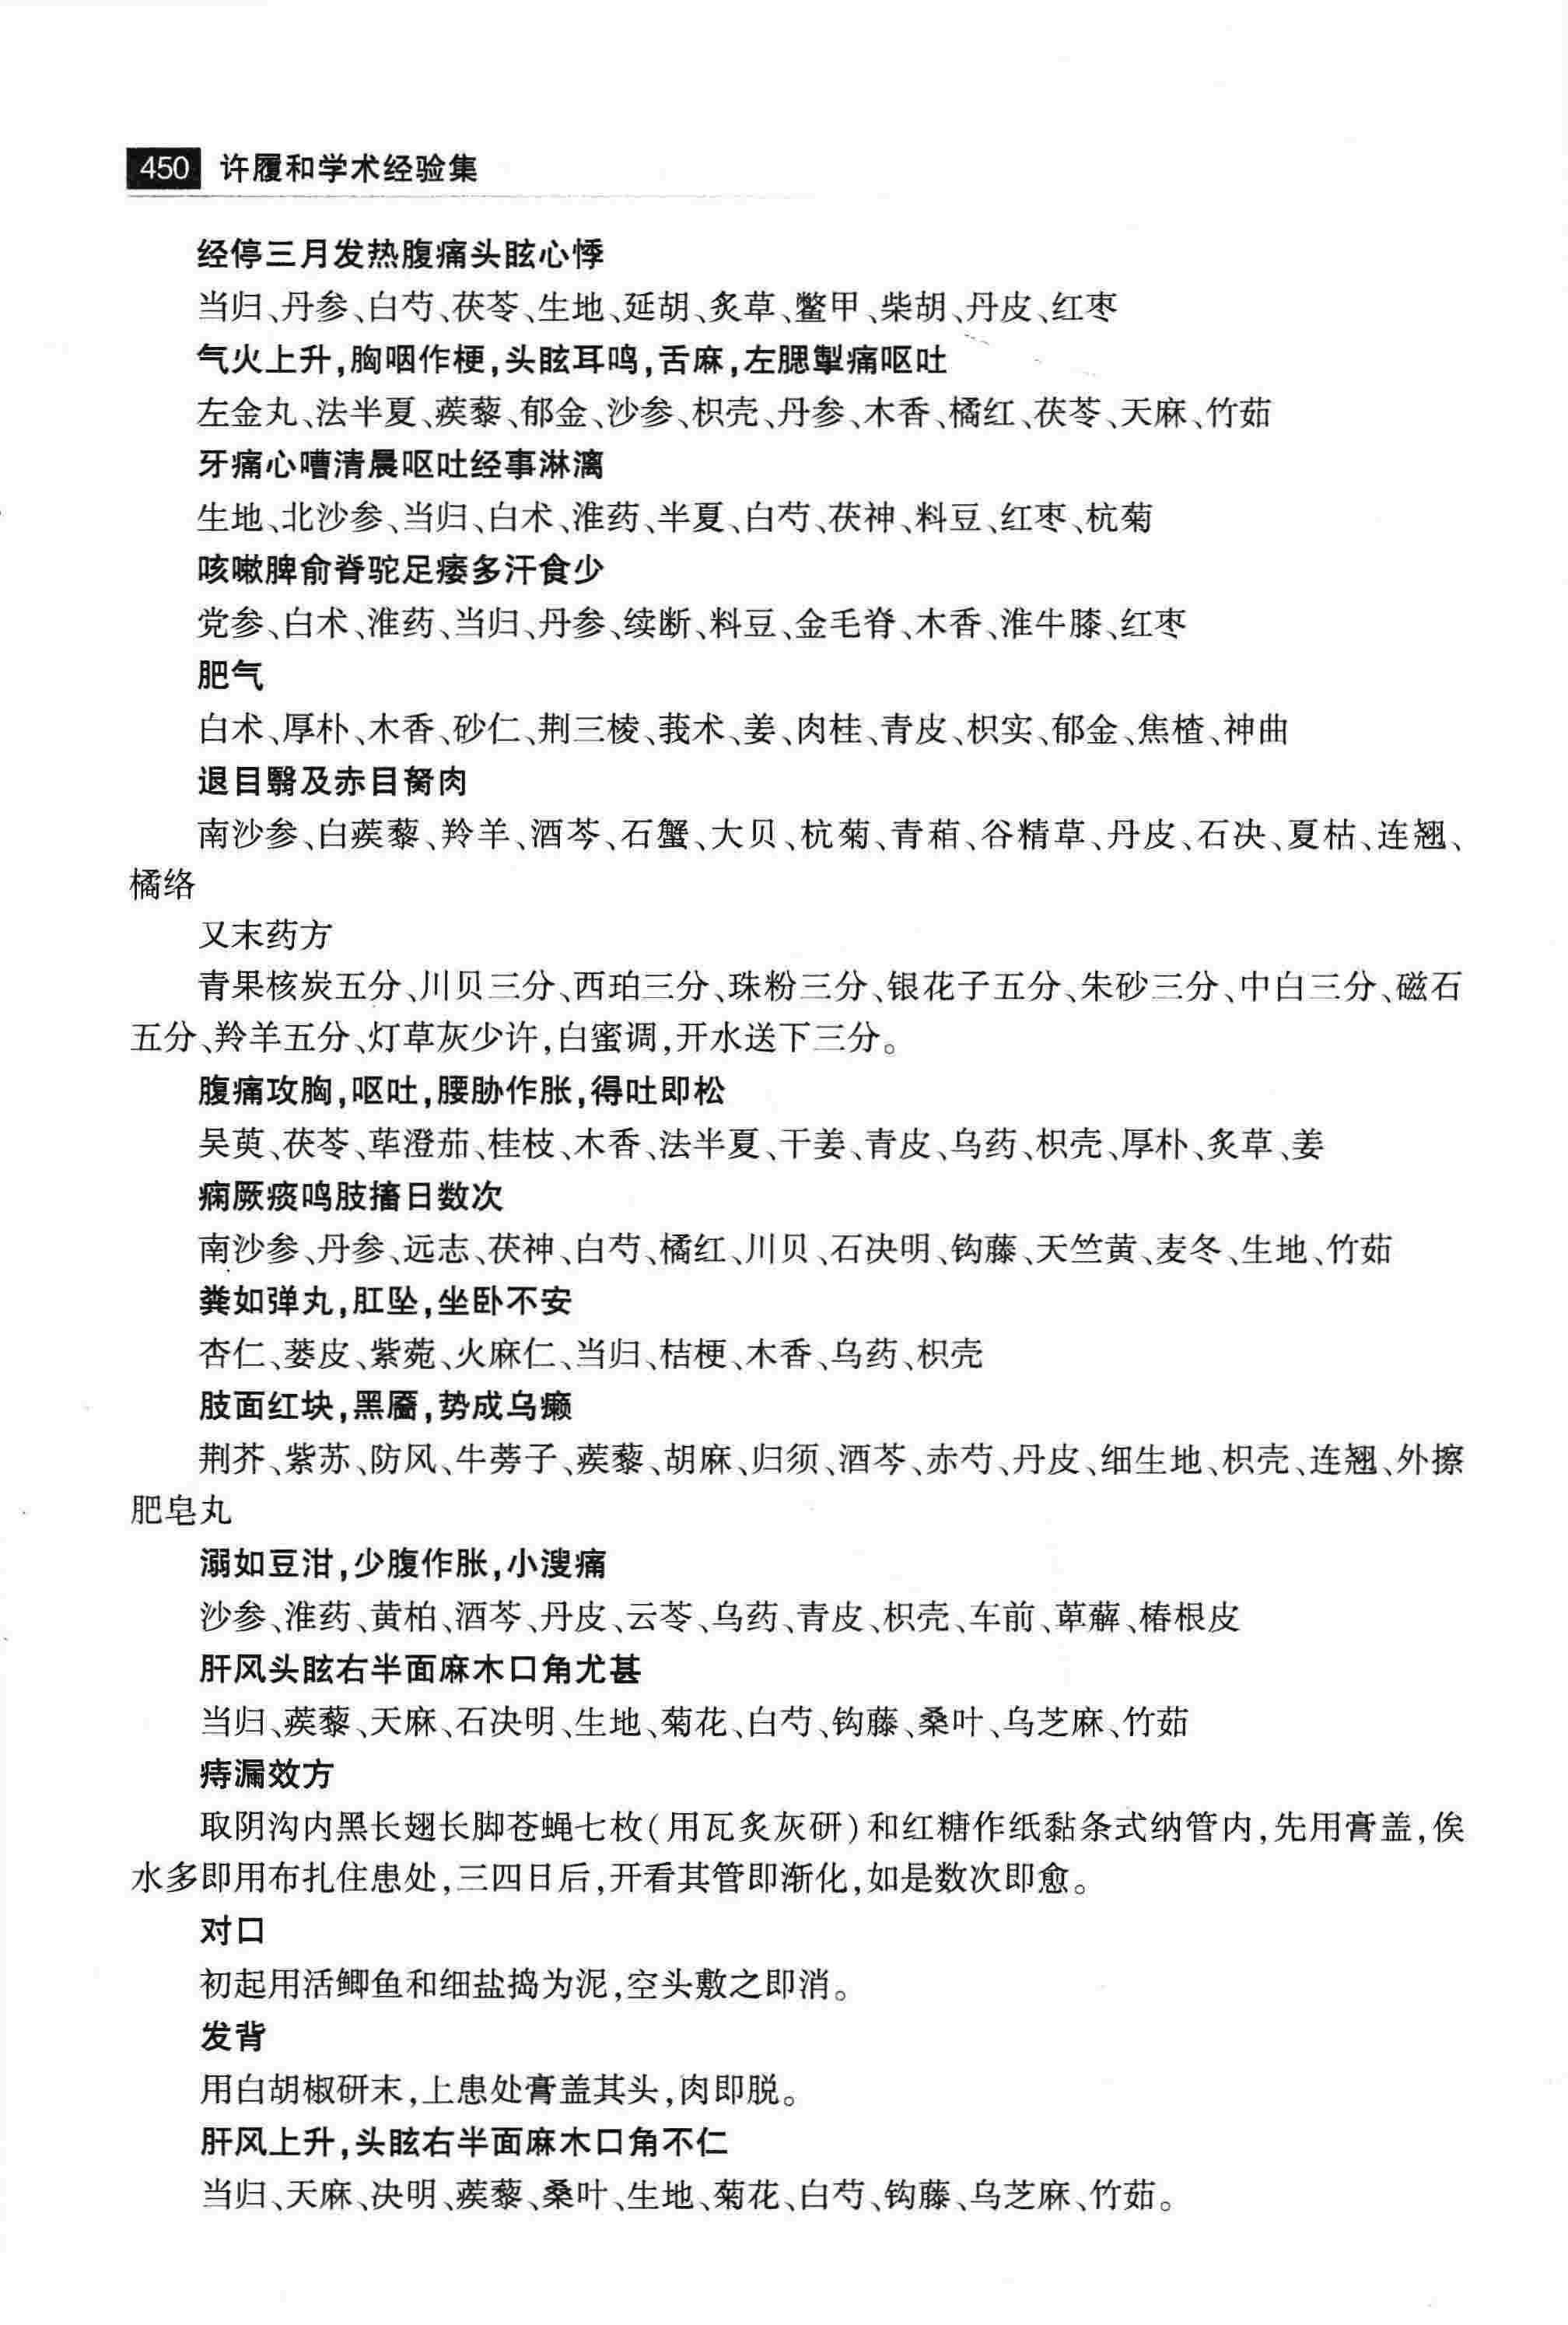 450 许履和学术经验集
经停三月发热腹痛头眩心悸
当归、丹参、白芍、茯苓、生地、延胡、炙草、鳖甲、柴胡、丹皮、红枣
气火上升,胸咽作梗,头眩耳鸣,舌麻,左腮掣痛呕吐
左金丸、法半夏、蒺藜、郁金、沙参、枳壳、丹参、木香、橘红、茯苓、天麻、竹茹
牙痛心嘈清晨呕吐经事淋漓
生地、北沙参、当归、白术、淮药、半夏、白芍、茯神、料豆、红枣、杭菊
咳嗽脾俞脊驼足痿多汗食少
党参、白术、淮药、当归、丹参、续断、料豆、金毛脊、木香、淮牛膝、红枣
肥气
白术、厚朴、木香、砂仁、荆三棱、莪术、姜、肉桂、青皮、枳实、郁金、焦楂、神曲
退目翳及赤目胬肉
南沙参、白蒺藜、羚羊、酒芩、石蟹、大贝、杭菊、青葙、谷精草、丹皮、石决、夏枯、连翘、
橘络
又末药方
青果核炭五分、川贝三分、西珀三分、珠粉三分、银花子五分、朱砂三分、中白三分、磁石
五分、羚羊五分、灯草灰少许,白蜜调,开水送下三分。
腹痛攻胸,呕吐,腰胁作胀,得吐即松
吴萸、茯苓、荜澄茄、桂枝、木香、法半夏、干姜、青皮、乌药、枳壳、厚朴、炙草、姜
痫厥痰鸣肢搐日数次
南沙参、丹参、远志、茯神、白芍、橘红、川贝、石决明、钩藤、天竺黄、麦冬、生地、竹茹
粪如弹丸,肛坠,坐卧不安
杏仁、蒌皮、紫菀、火麻仁、当归、桔梗、木香、乌药、枳壳
肢面红块,黑靥,势成乌癞
荆芥、紫苏、防风、牛蒡子、蒺藜、胡麻、归须、酒芩、赤芍、丹皮、细生地、枳壳、连翘、外擦
肥皂丸
溺如豆泔,少腹作胀,小溲痛
沙参、淮药、黄柏、酒芩、丹皮、云苓、乌药、青皮、枳壳、车前、萆薢、椿根皮
肝风头眩右半面麻木口角尤甚
当归、蒺藜、天麻、石决明、生地、菊花、白芍、钩藤、桑叶、乌芝麻、竹茹
痔漏效方
取阴沟内黑长翅长脚苍蝇七枚(用瓦炙灰研)和红糖作纸黏条式纳管内,先用膏盖,俟
水多即用布扎住患处,三四日后,开看其管即渐化,如是数次即愈。
对口
初起用活鲫鱼和细盐捣为泥,空头敷之即消。
发背
用白胡椒研末,上患处膏盖其头,肉即脱。
肝风上升,头眩右半面麻木口角不仁
当归、天麻、决明、蒺藜、桑叶、生地、菊花、白芍、钩藤、乌芝麻、竹茹。